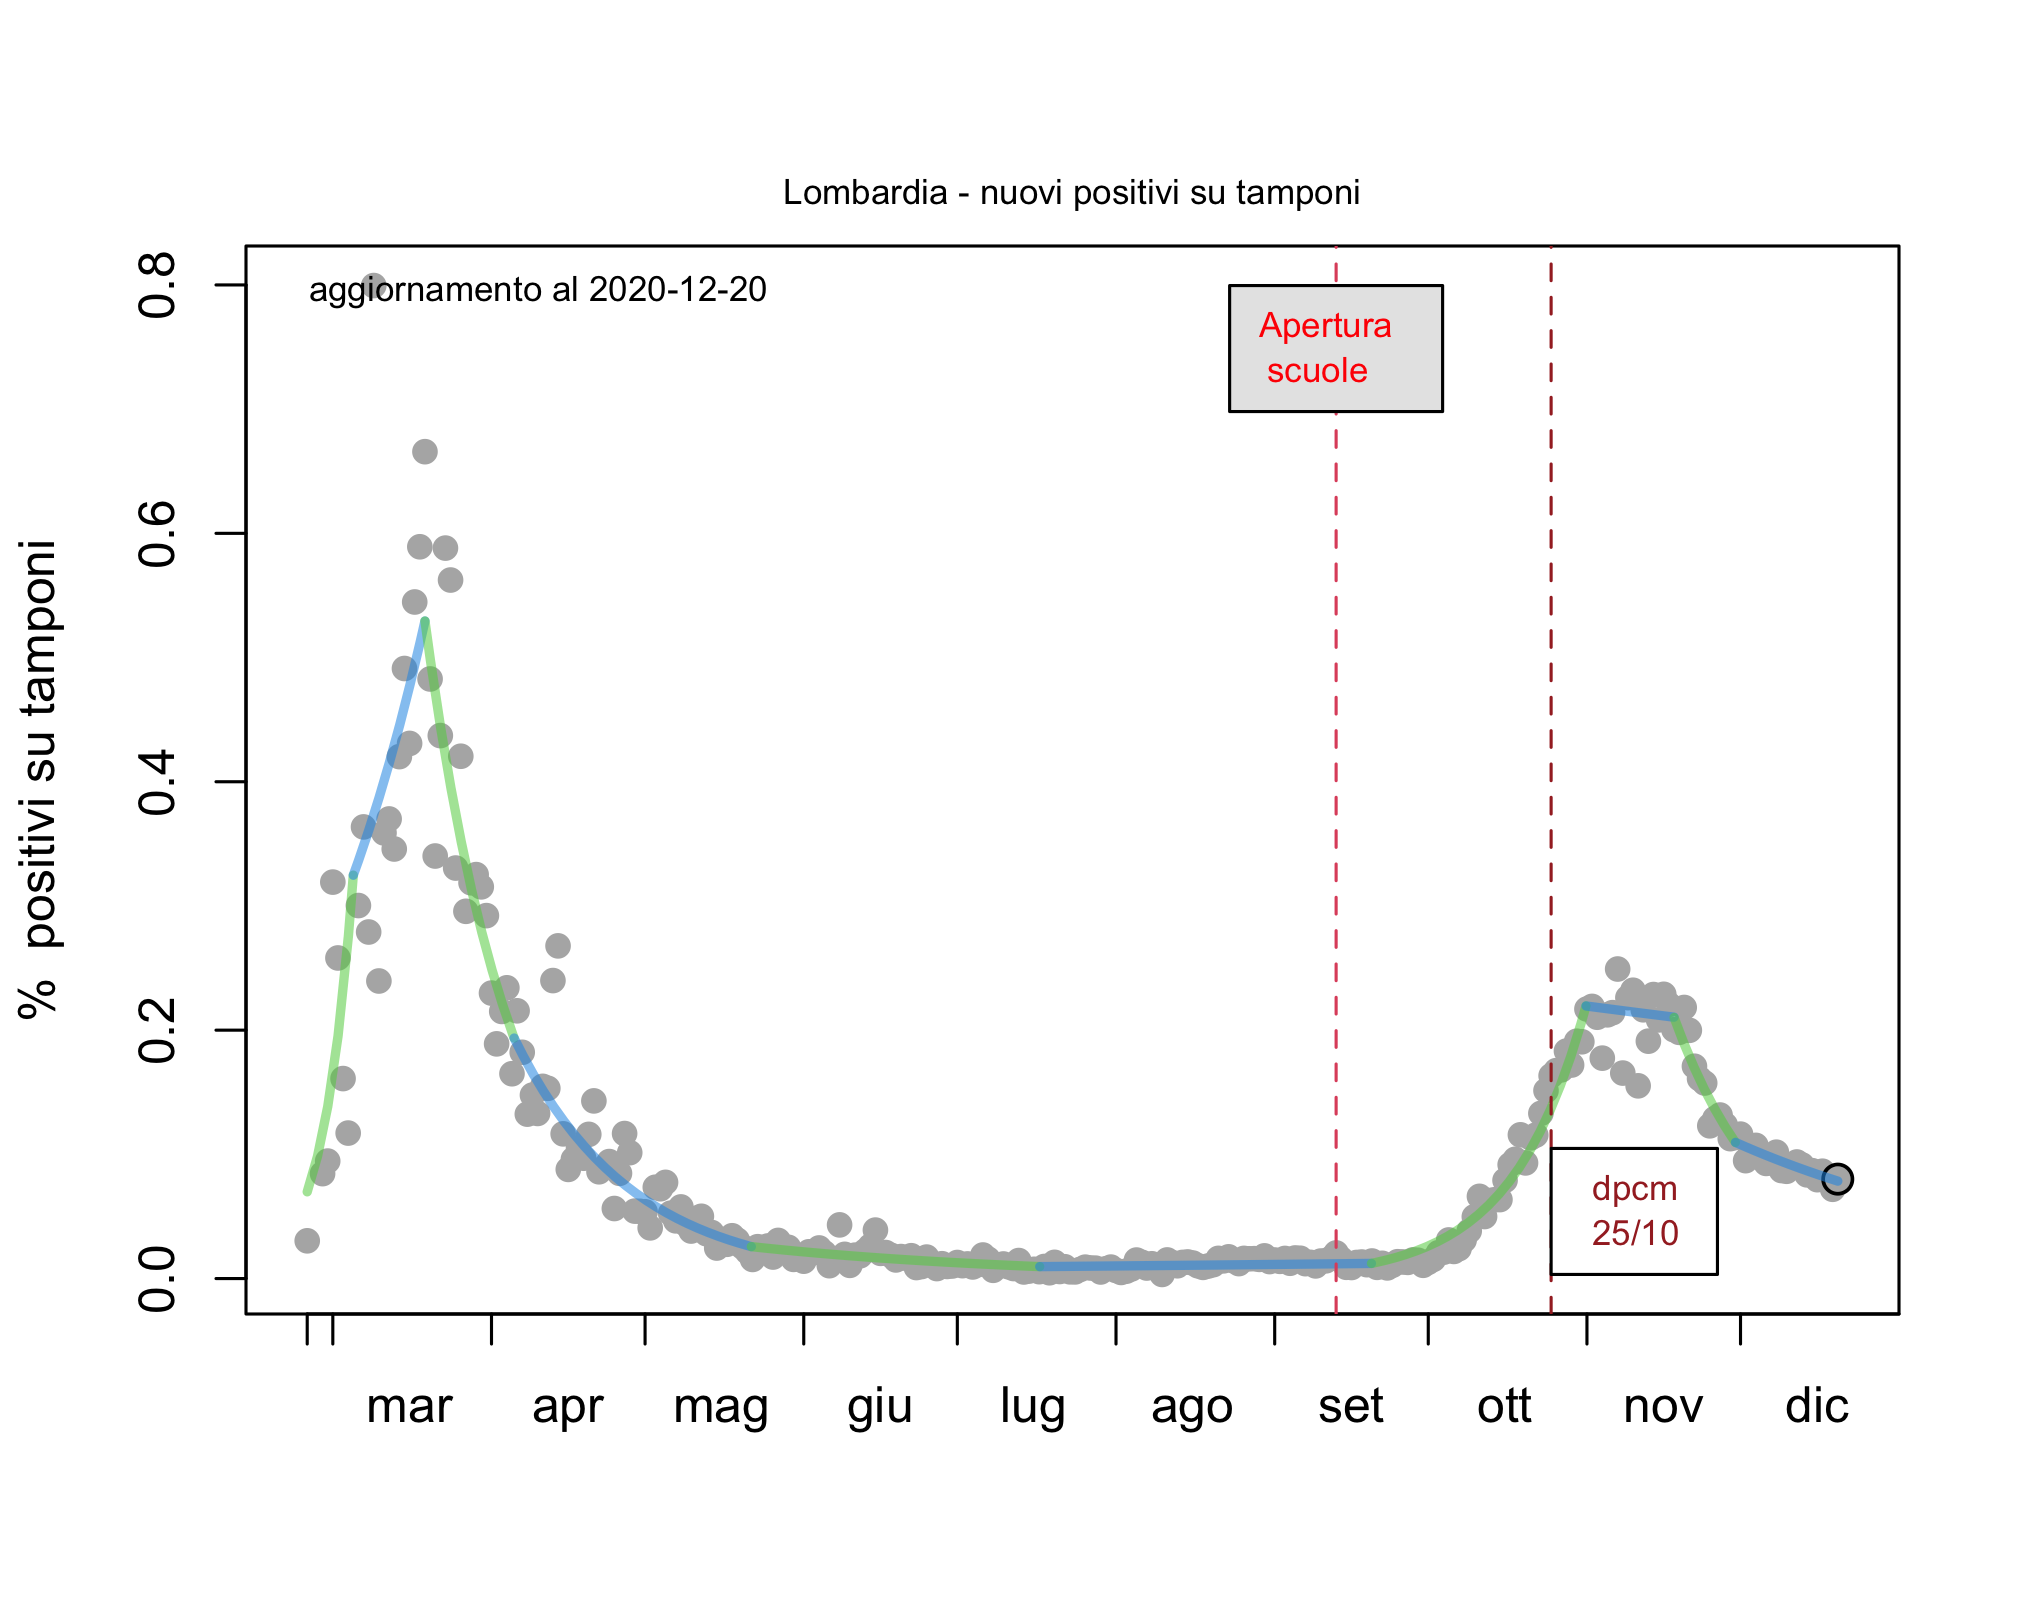 Lombardia - nuovi positivi su tamponi
aggiornamento al 2020-12-20
Apertura
scuole
dpcm
25/10
% positivi su tamponi
0.8
0.6
0.4
0.2
0.0
mar apr mag giu lug ago set ott nov dic